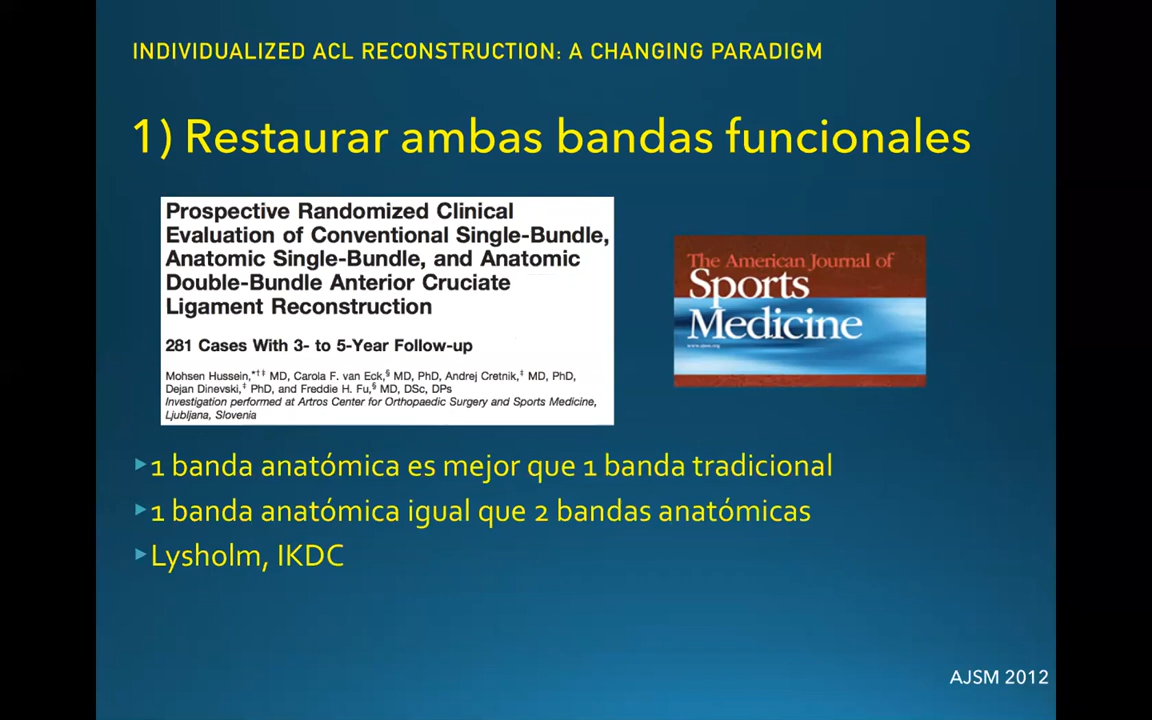 INDIVIDUALIZED ACL RECONSTRUCTION: A CHANGING PARADIGM
1) Restaurar ambas bandas funcionales
Prospective Randomized Clinical
Evaluation of Conventional Single-Bundle,
Anatomic Single-Bundle, and Anatomic
Double-Bundle Anterior Cruciate
Ligament Reconstruction
281 Cases With 3- to 5-Year Follow-up
Mohsen Hussein,*†‡ MD, Carola F. van Eck,§ MD, PhD, Andrej Cretnik,‡ MD, PhD,
Dejan Dinevski,‡ PhD, and Freddie H. Fu,§ MD, DSc, DPs
Investigation performed at Artros Center for Orthopaedic Surgery and Sports Medicine,
Ljubljana, Slovenia
The American Journal of
Sports
Medicine
www.ajsm.org
1 banda anatómica es mejor que 1 banda tradicional
1 banda anatómica igual que 2 bandas anatómicas
Lysholm, IKDC
AJSM 2012